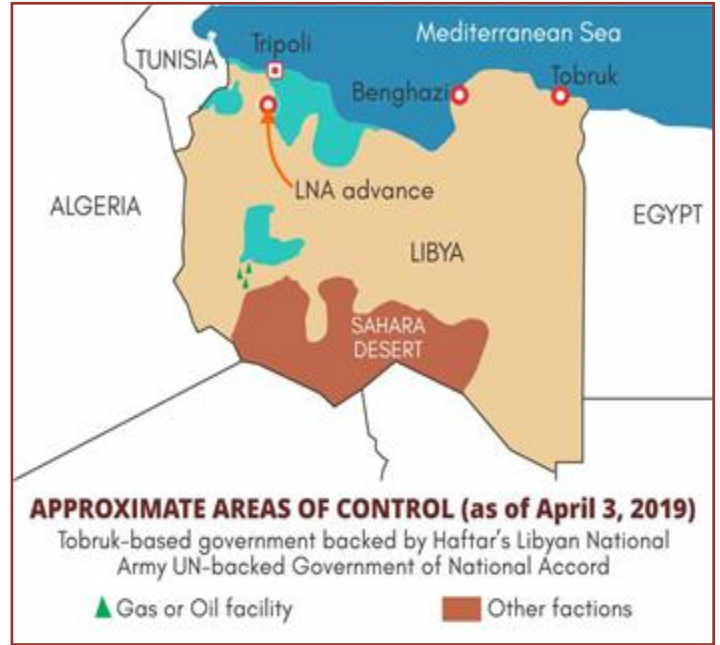 Mediterranean Sea
TUNISIA
Tripoli
Benghazi
Tobruk
LNA advance
ALGERIA
EGYPT
LIBYA
SAHARA
DESERT
APPROXIMATE AREAS OF CONTROL (as of April 3, 2019)
Tobruk-based government backed by Haftar's Libyan National
Army UN-backed Government of National Accord
Gas or Oil facility
Other factions